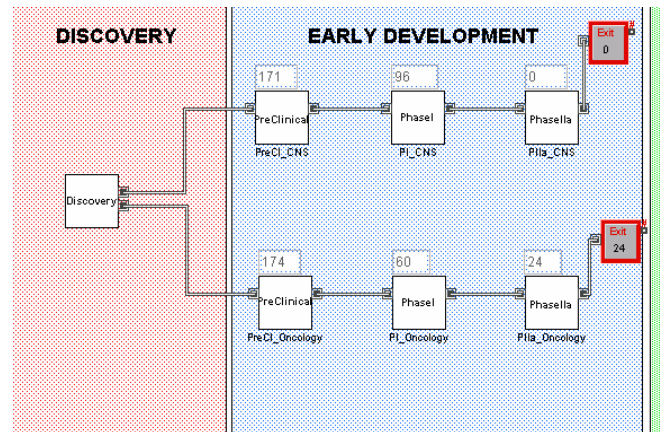 DISCOVERY
EARLY DEVELOPMENT
Exit
0
171
96
0
PreClinical
PhaseI
PhaseIIa
PreCl_CNS
PI_CNS
PIIa_CNS
Discovery
Exit
24
174
60
24
PreClinical
PhaseI
PhaseIIa
PreCl_Oncology
PI_Oncology
PIIa_Oncology